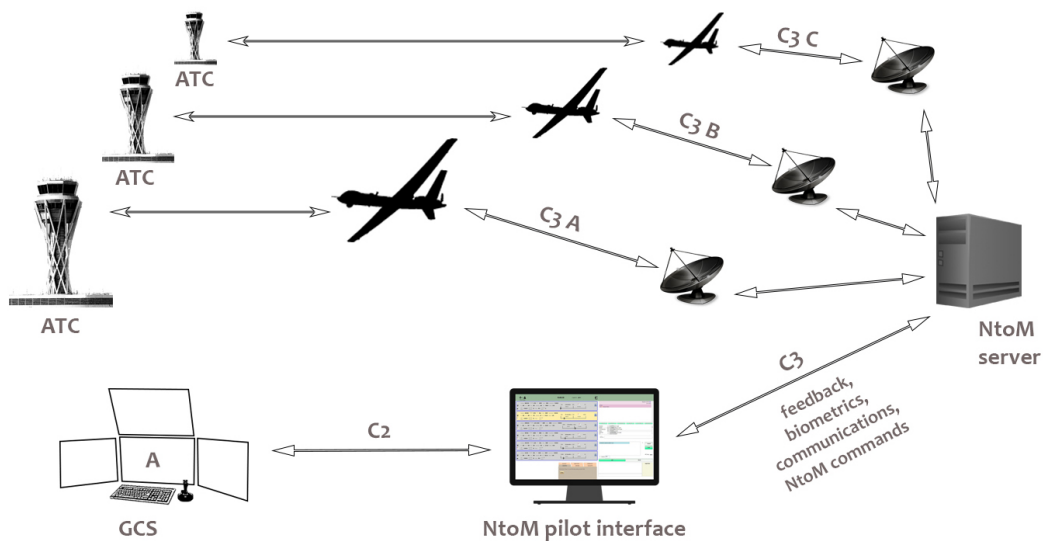 C3 C
ATC
C3 B
ATC
C3 A
ATC
NtoM
server
C3
feedback,
biometrics,
communications,
NtoM commands
C2
A
GCS
NtoM pilot interface